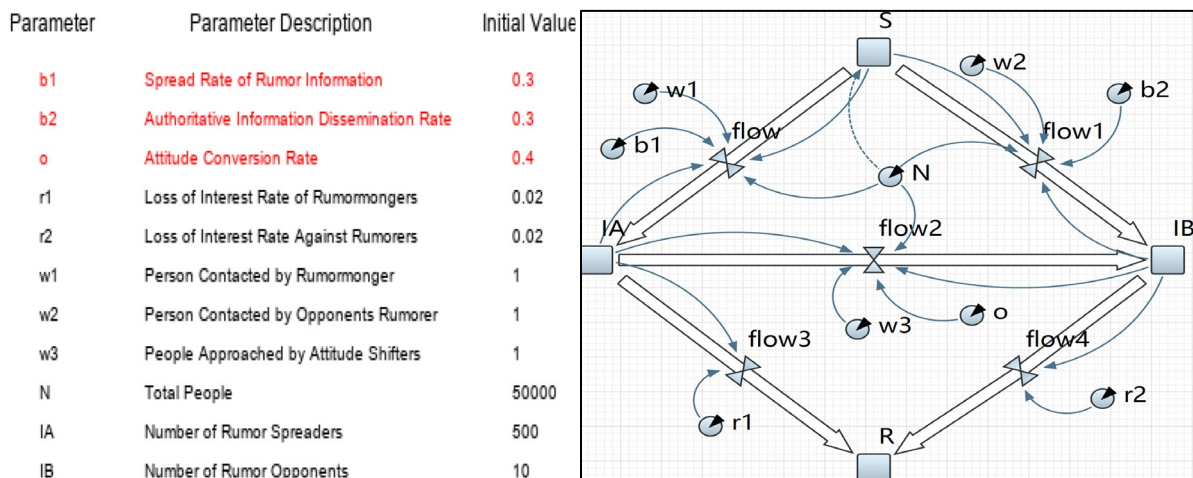 Parameter Parameter Description Initial Value
b1 Spread Rate of Rumor Information 0.3
b2 Authoritative Information Dissemination Rate 0.3
o Attitude Conversion Rate 0.4
r1 Loss of Interest Rate of Rumormongers 0.02
r2 Loss of Interest Rate Against Rumorers 0.02
w1 Person Contacted by Rumormonger 1
w2 Person Contacted by Opponents Rumorer 1
w3 People Approached by Attitude Shifters 1
N Total People 50000
IA Number of Rumor Spreaders 500
IB Number of Rumor Opponents 10
S
w2
w1
b2
flow
flow1
b1
N
IA
flow2
IB
w3
o
flow3
flow4
r2
r1
R